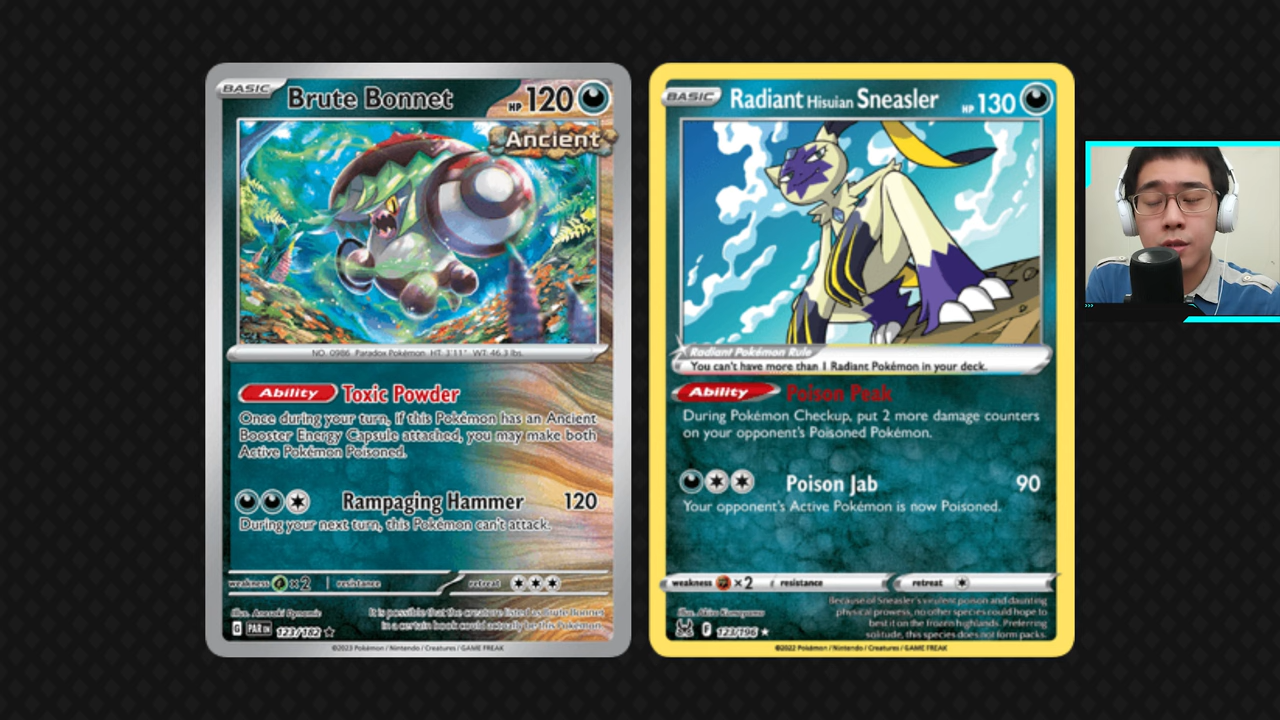 BASIC Brute Bonnet HP 120
Ancient
NO. 0986 Paradox Pokémon HT: 3'11" WT: 46.3 lbs.
Ability Toxic Powder
Once during your turn, if this Pokémon has an Ancient
Booster Energy Capsule attached, you may make both
Active Pokémon Poisoned.
Rampaging Hammer 120
During your next turn, this Pokémon can't attack.
weakness ×2 resistance retreat
Illus. Anesaki Dynamic
It is possible that the creature listed as Brute Bonnet
in a certain book could actually be this Pokémon.
G PAR EN 123/182
©2023 Pokémon / Nintendo / Creatures / GAME FREAK
BASIC Radiant Hisuian Sneasler HP 130
Radiant Pokémon Rule
You can't have more than 1 Radiant Pokémon in your deck.
Ability Poison Peak
During Pokémon Checkup, put 2 more damage counters
on your opponent's Poisoned Pokémon.
Poison Jab 90
Your opponent's Active Pokémon is now Poisoned.
weakness ×2 resistance retreat
Because of Sneasler's virulent poison and daunting
physical prowess, no other species could hope to
best it on the frozen highlands. Preferring
solitude, this species does not form packs.
F 123/196
©2022 Pokémon / Nintendo / Creatures / GAME FREAK